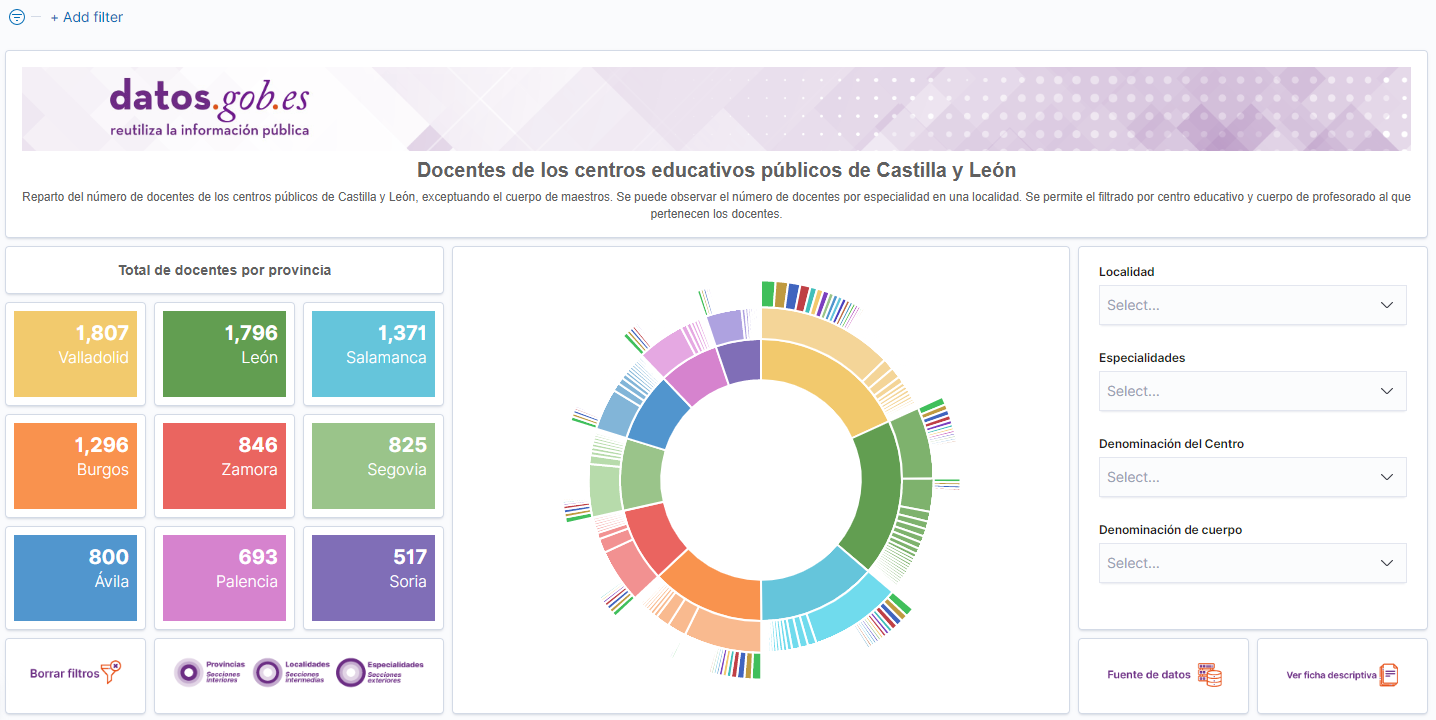 + Add filter
datos.gob.es
reutiliza la información pública
Docentes de los centros educativos públicos de Castilla y León
Reparto del número de docentes de los centros públicos de Castilla y León, exceptuando el cuerpo de maestros. Se puede observar el número de docentes por especialidad en una localidad. Se permite el filtrado por centro educativo y cuerpo de profesorado al que
pertenecen los docentes.
Total de docentes por provincia
1,807
Valladolid
1,796
León
1,371
Salamanca
1,296
Burgos
846
Zamora
825
Segovia
800
Ávila
693
Palencia
517
Soria
Borrar filtros
Provincias
Secciones
interiores
Localidades
Secciones
intermedias
Especialidades
Secciones
exteriores
Localidad
Select...
Especialidades
Select...
Denominación del Centro
Select...
Denominación de cuerpo
Select...
Fuente de datos
Ver ficha descriptiva